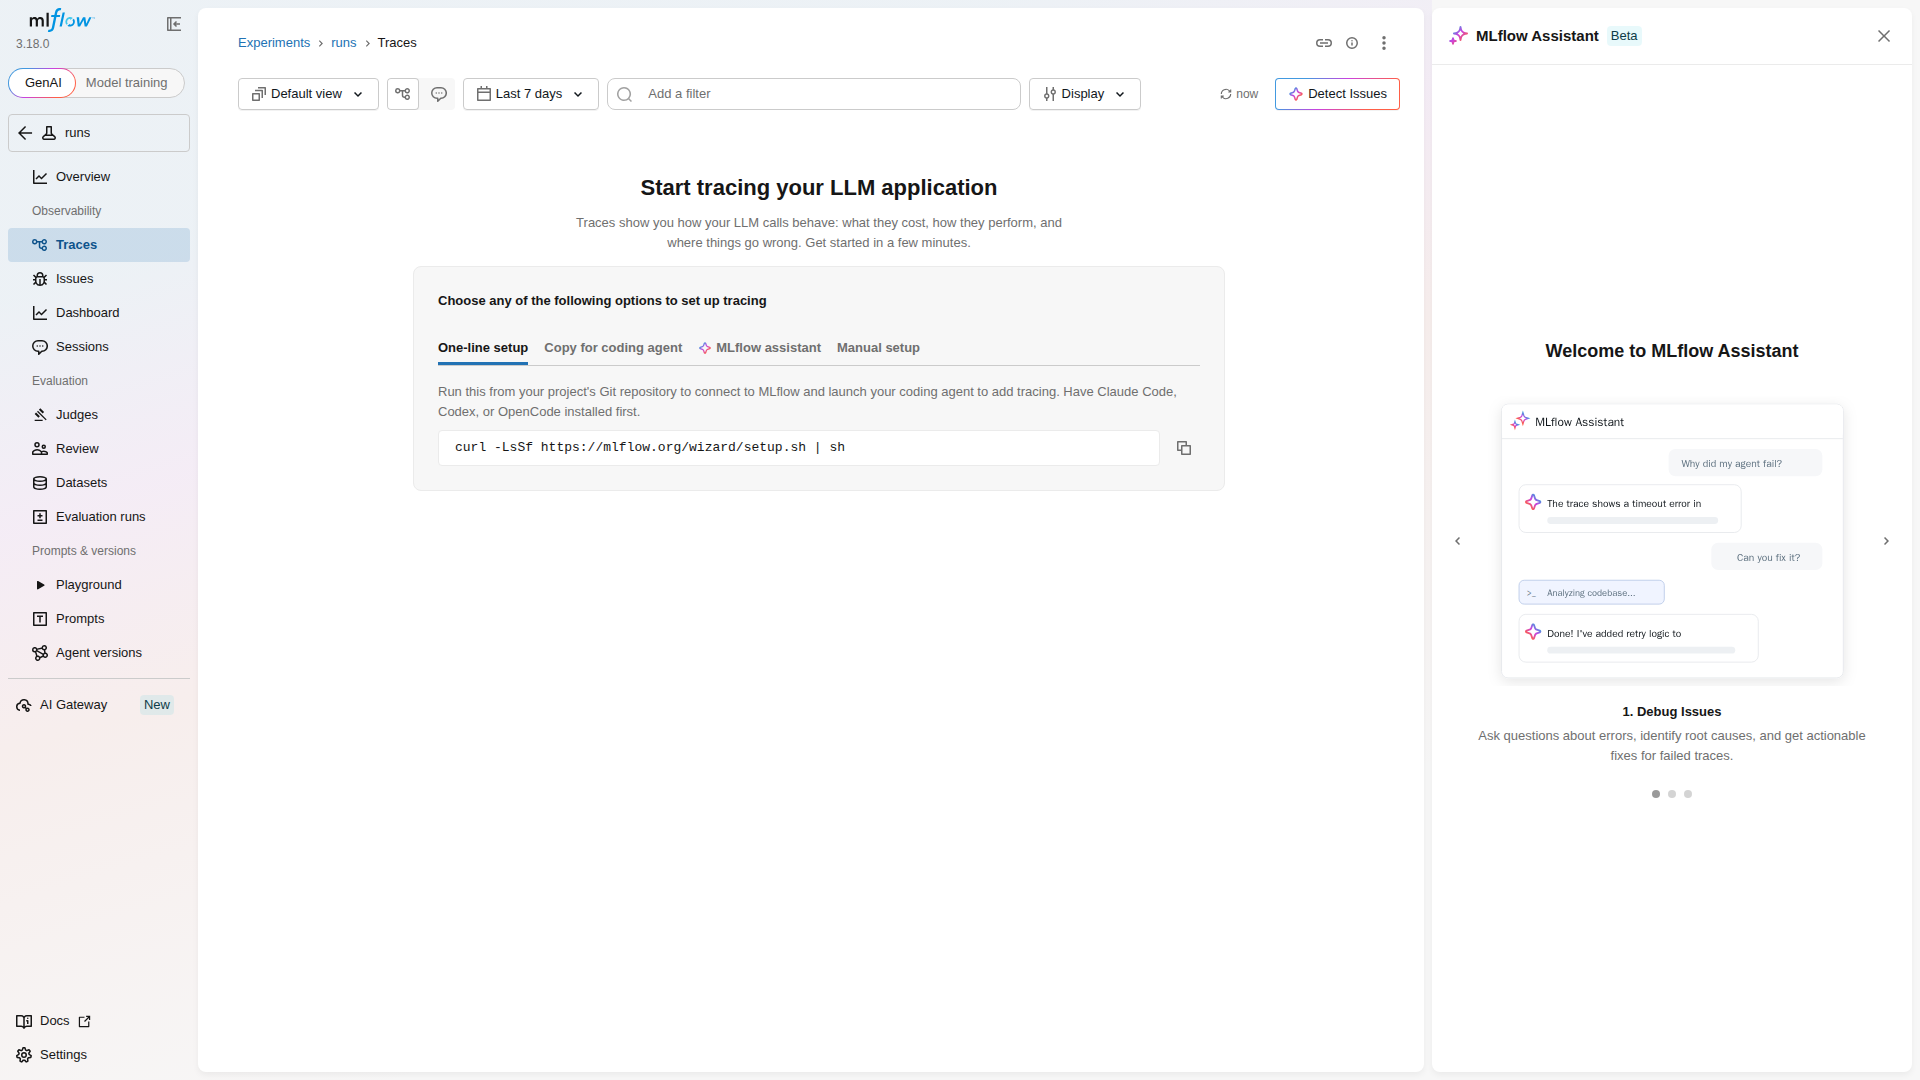 mlflow
3.18.0
GenAI
Model training
runs
Overview
Observability
Traces
Issues
Dashboard
Sessions
Evaluation
Judges
Review
Datasets
Evaluation runs
Prompts & versions
Playground
Prompts
Agent versions
AI Gateway New
Docs
Settings
Experiments > runs > Traces
Default view
Last 7 days
Add a filter
Display
now
Detect Issues
Start tracing your LLM application
Traces show you how your LLM calls behave: what they cost, how they perform, and
where things go wrong. Get started in a few minutes.
Choose any of the following options to set up tracing
One-line setup
Copy for coding agent
MLflow assistant
Manual setup
Run this from your project's Git repository to connect to MLflow and launch your coding agent to add tracing. Have Claude Code,
Codex, or OpenCode installed first.
curl -LsSf https://mlflow.org/wizard/setup.sh | sh
MLflow Assistant Beta
Welcome to MLflow Assistant
MLflow Assistant
Why did my agent fail?
The trace shows a timeout error in
Can you fix it?
>_ Analyzing codebase...
Done! I've added retry logic to
1. Debug Issues
Ask questions about errors, identify root causes, and get actionable
fixes for failed traces.